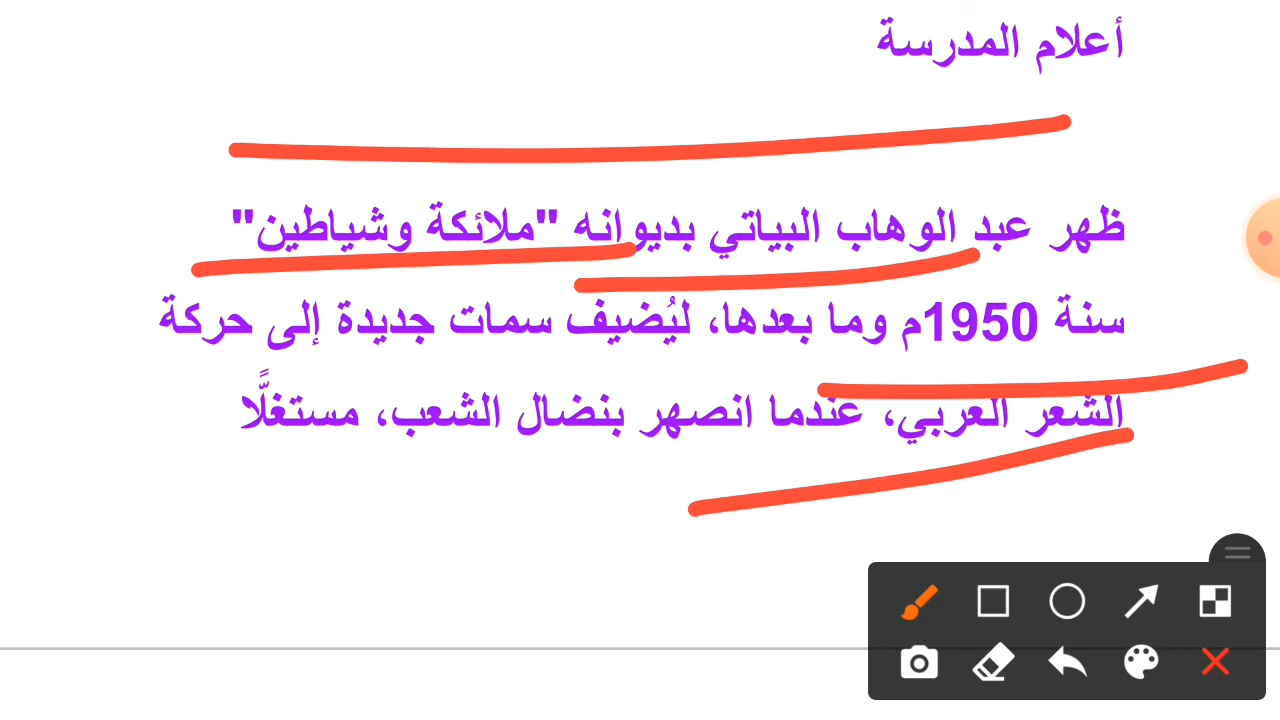 أعلام المدرسة
ظهر عبد الوهاب البياتي بديوانه "ملائكة وشياطين"
سنة 1950م وما بعدها، ليُضيف سمات جديدة إلى حركة
الشعر العربي، عندما انصهر بنضال الشعب، مستغلًّا